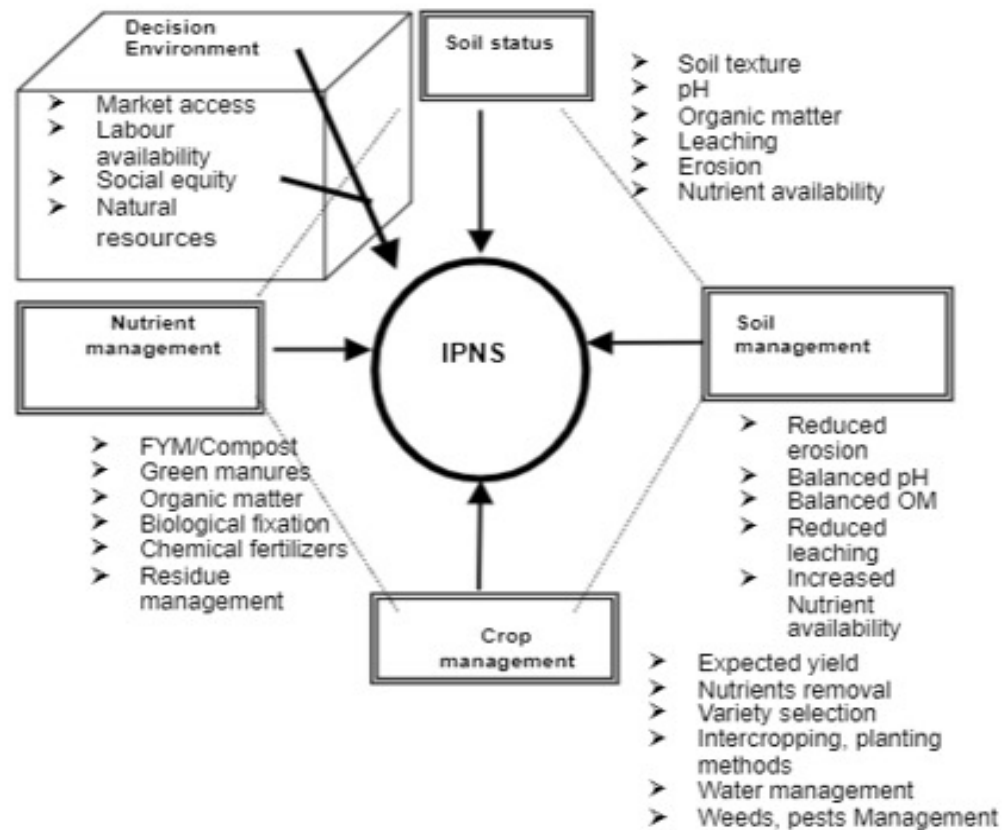 Decision
Environment
➤ Market access
➤ Labour
availability
➤ Social equity
➤ Natural
resources
Soil status
➤ Soil texture
➤ pH
➤ Organic matter
➤ Leaching
➤ Erosion
➤ Nutrient availability
Nutrient
management
IPNS
Soil
management
➤ FYM/Compost
➤ Green manures
➤ Organic matter
➤ Biological fixation
➤ Chemical fertilizers
➤ Residue
management
➤ Reduced
erosion
➤ Balanced pH
➤ Balanced OM
➤ Reduced
leaching
➤ Increased
Nutrient
availability
Crop
management
➤ Expected yield
➤ Nutrients removal
➤ Variety selection
➤ Intercropping, planting
methods
➤ Water management
➤ Weeds, pests Management